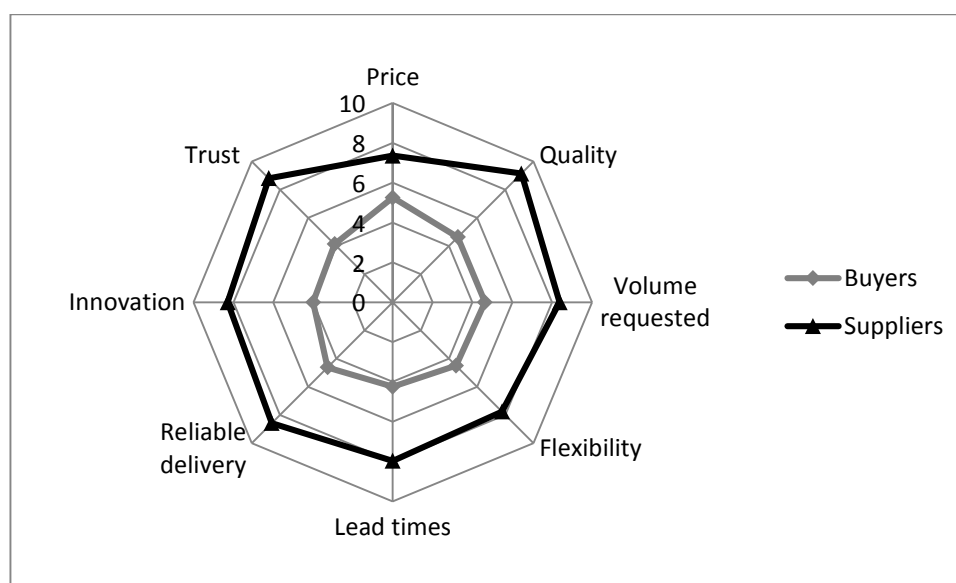 Price
10
Trust
Quality
8
6
4
2
Innovation
0
Volume
requested
Buyers
Suppliers
Reliable
delivery
Flexibility
Lead times